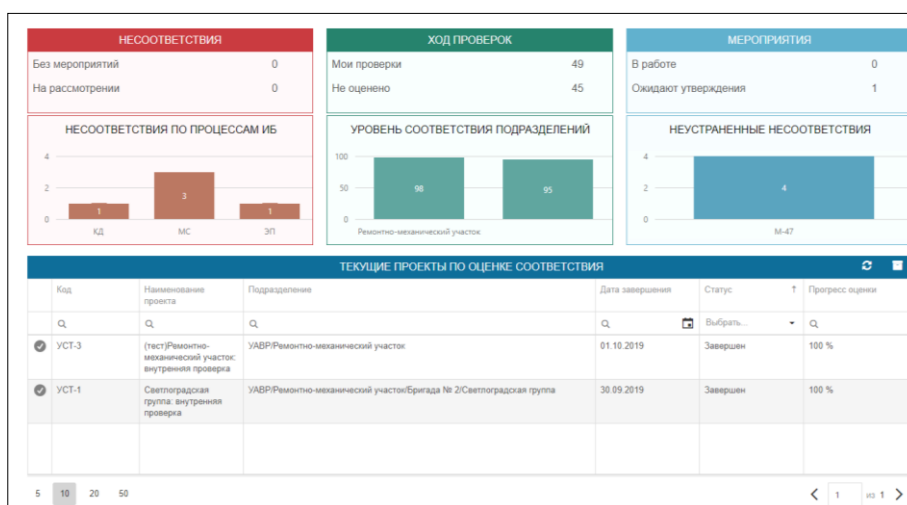 НЕСООТВЕТСТВИЯ
Без мероприятий 0
На рассмотрении 0
ХОД ПРОВЕРОК
Мои проверки 49
Не оценено 45
МЕРОПРИЯТИЯ
В работе 0
Ожидают утверждения 1
НЕСООТВЕТСТВИЯ ПО ПРОЦЕССАМ ИБ
4
2
0
1
3
1
КД МС ЭП
УРОВЕНЬ СООТВЕТСТВИЯ ПОДРАЗДЕЛЕНИЙ
100
50
0
98
95
Ремонтно-механический участок
НЕУСТРАНЕННЫЕ НЕСООТВЕТСТВИЯ
4
2
0
4
М-47
ТЕКУЩИЕ ПРОЕКТЫ ПО ОЦЕНКЕ СООТВЕТСТВИЯ
Код
Наименование
проекта
Подразделение
Дата завершения
Статус
Прогресс оценки
Выбрать...
УСТ-3
(тест)Ремонтно-
механический участок:
внутренняя проверка
УАВР/Ремонтно-механический участок
01.10.2019
Завершен
100 %
УСТ-1
Светлоградская
группа: внутренняя
проверка
УАВР/Ремонтно-механический участок/Бригада № 2/Светлоградская группа
30.09.2019
Завершен
100 %
5 10 20 50
1 из 1